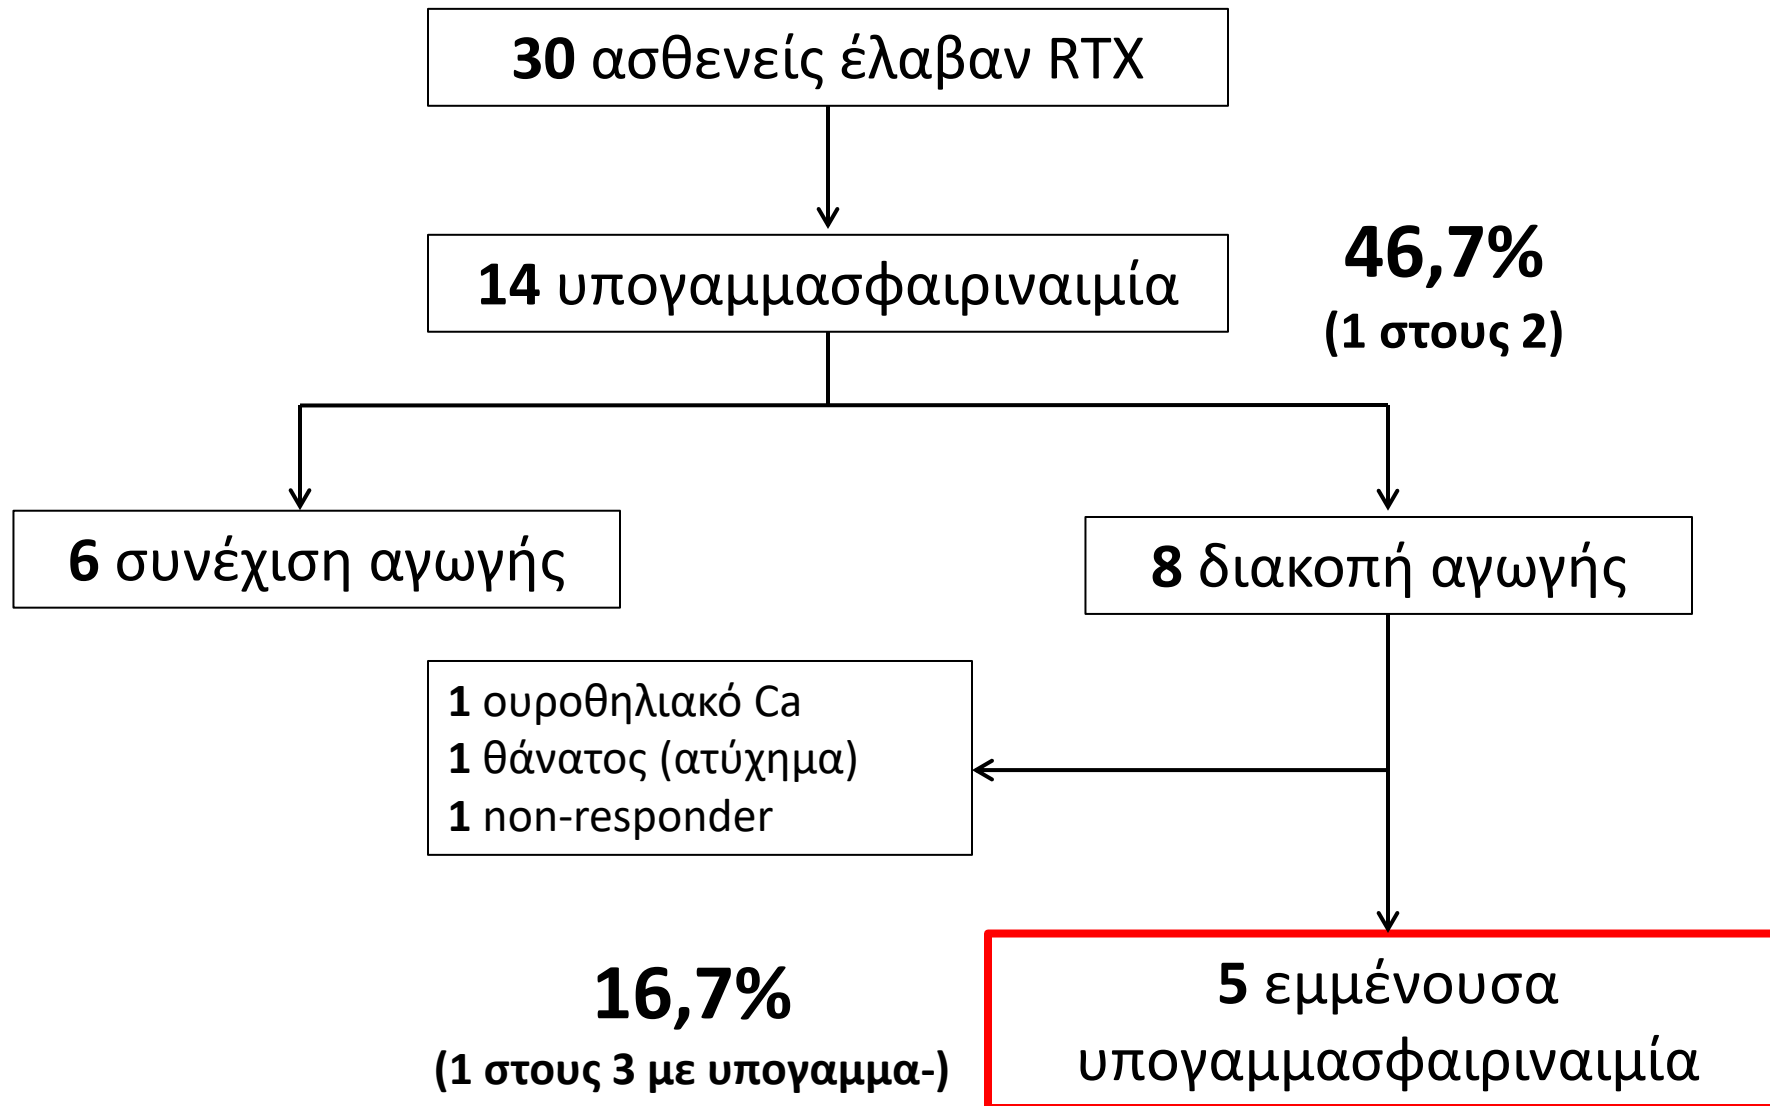 30 ασθενείς έλαβαν RTX
14 υπογαμμασφαιριναιμία
46,7%
(1 στους 2)
6 συνέχιση αγωγής
8 διακοπή αγωγής
1 ουροθηλιακό Ca
1 θάνατος (ατύχημα)
1 non-responder
16,7%
(1 στους 3 με υπογαμμα-)
5 εμμένουσα
υπογαμμασφαιριναιμία